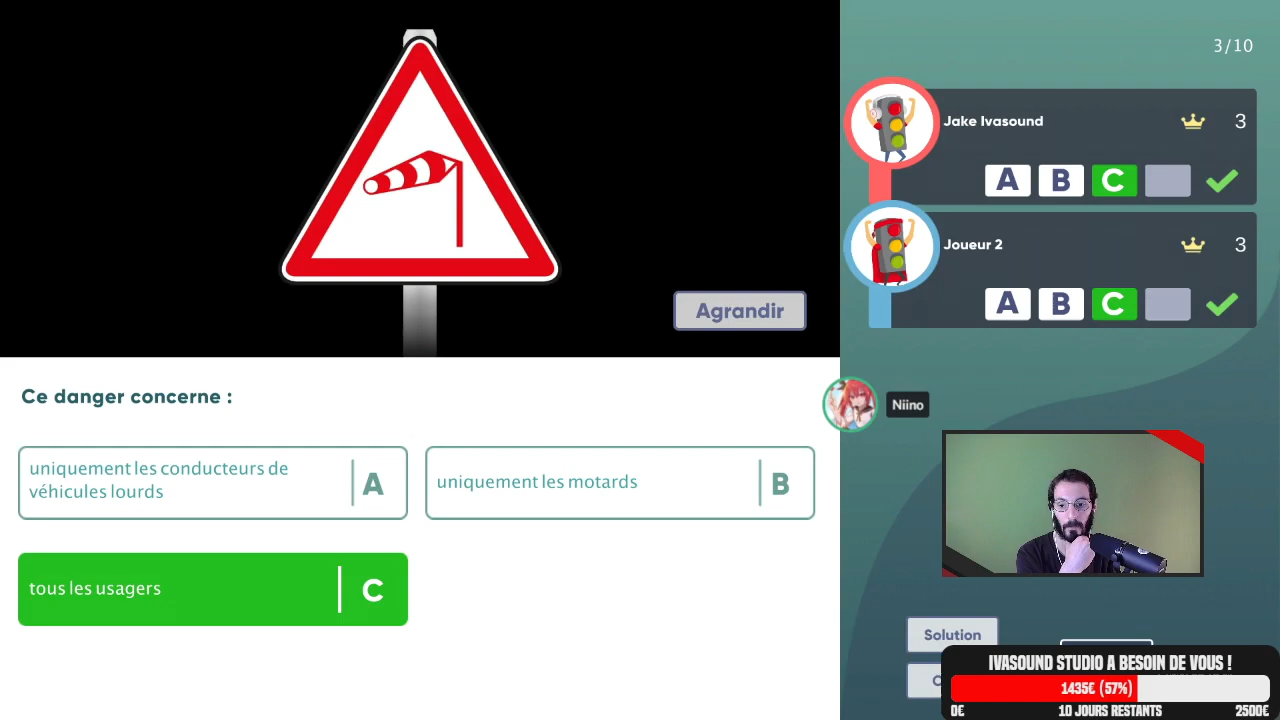 3/10
Jake Ivasound
3
A B C
Joueur 2
3
A B C
Agrandir
Ce danger concerne :
uniquement les conducteurs de
véhicules lourds
A
uniquement les motards
B
tous les usagers
C
Niino
Solution
IVASOUND STUDIO A BESOIN DE VOUS !
1435€ (57%)
0€ 10 JOURS RESTANTS 2500€